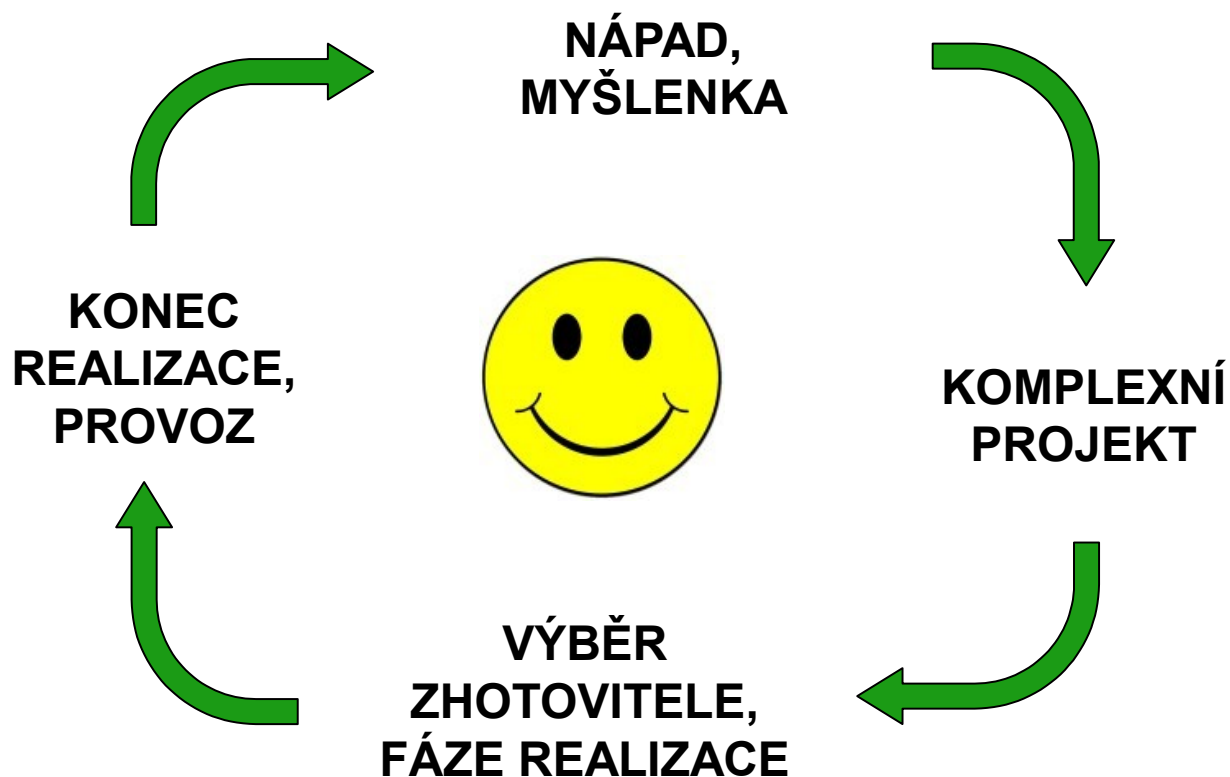 NÁPAD,
MYŠLENKA
KOMPLEXNÍ
PROJEKT
VÝBĚR
ZHOTOVITELE,
FÁZE REALIZACE
KONEC
REALIZACE,
PROVOZ